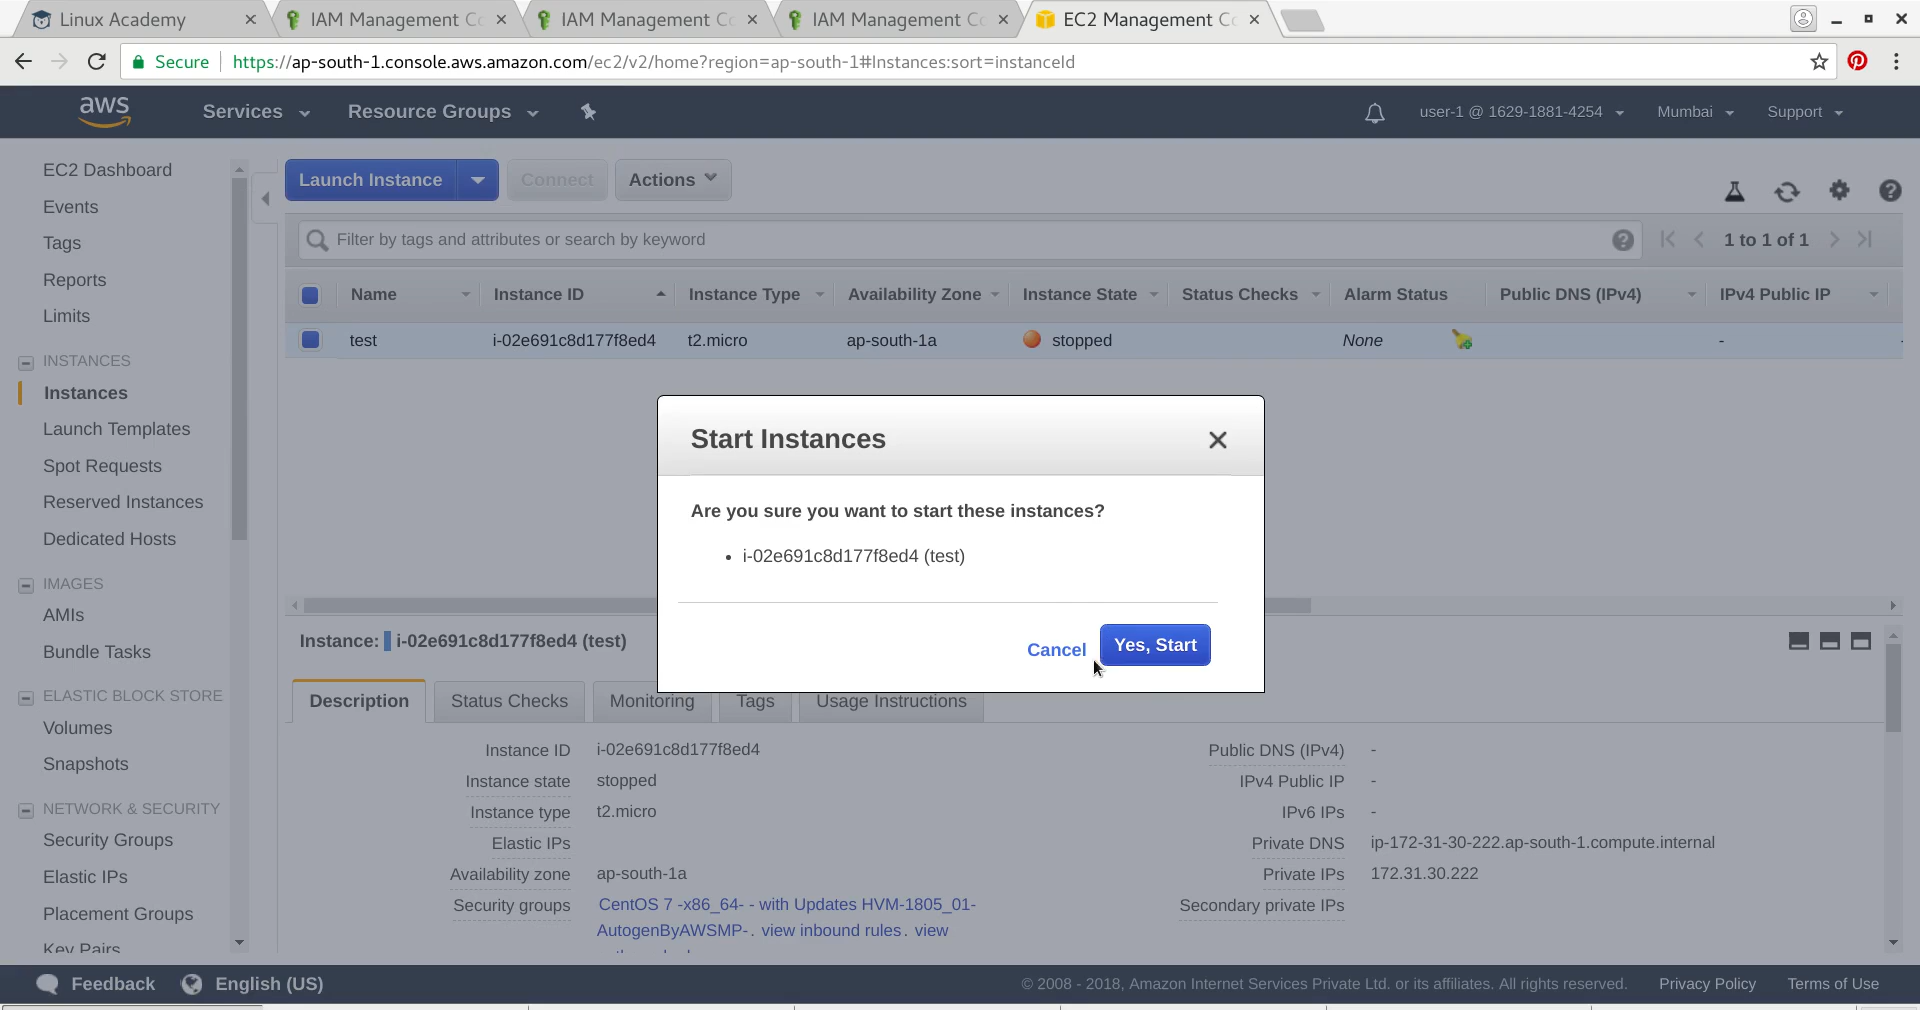 Linux Academy
IAM Management Co
IAM Management Co
IAM Management Co
EC2 Management Co
Secure
https://ap-south-1.console.aws.amazon.com/ec2/v2/home?region=ap-south-1#Instances:sort=instanceId
aws
Services
Resource Groups
user-1 @ 1629-1881-4254
Mumbai
Support
EC2 Dashboard
Events
Tags
Reports
Limits
INSTANCES
Instances
Launch Templates
Spot Requests
Reserved Instances
Dedicated Hosts
IMAGES
AMIs
Bundle Tasks
ELASTIC BLOCK STORE
Volumes
Snapshots
NETWORK & SECURITY
Security Groups
Elastic IPs
Placement Groups
Key Pairs
Launch Instance
Connect
Actions
Filter by tags and attributes or search by keyword
1 to 1 of 1
Name Instance ID Instance Type Availability Zone Instance State Status Checks Alarm Status Public DNS (IPv4) IPv4 Public IP
test i-02e691c8d177f8ed4 t2.micro ap-south-1a stopped None -
Start Instances
Are you sure you want to start these instances?
• i-02e691c8d177f8ed4 (test)
Cancel
Yes, Start
Instance: i-02e691c8d177f8ed4 (test)
Description
Status Checks
Monitoring
Tags
Usage Instructions
Instance ID i-02e691c8d177f8ed4
Instance state stopped
Instance type t2.micro
Elastic IPs
Availability zone ap-south-1a
Security groups CentOS 7 -x86_64- - with Updates HVM-1805_01-
AutogenByAWSMP-. view inbound rules. view
Public DNS (IPv4) -
IPv4 Public IP -
IPv6 IPs -
Private DNS ip-172-31-30-222.ap-south-1.compute.internal
Private IPs 172.31.30.222
Secondary private IPs
Feedback
English (US)
© 2008 - 2018, Amazon Internet Services Private Ltd. or its affiliates. All rights reserved.
Privacy Policy
Terms of Use